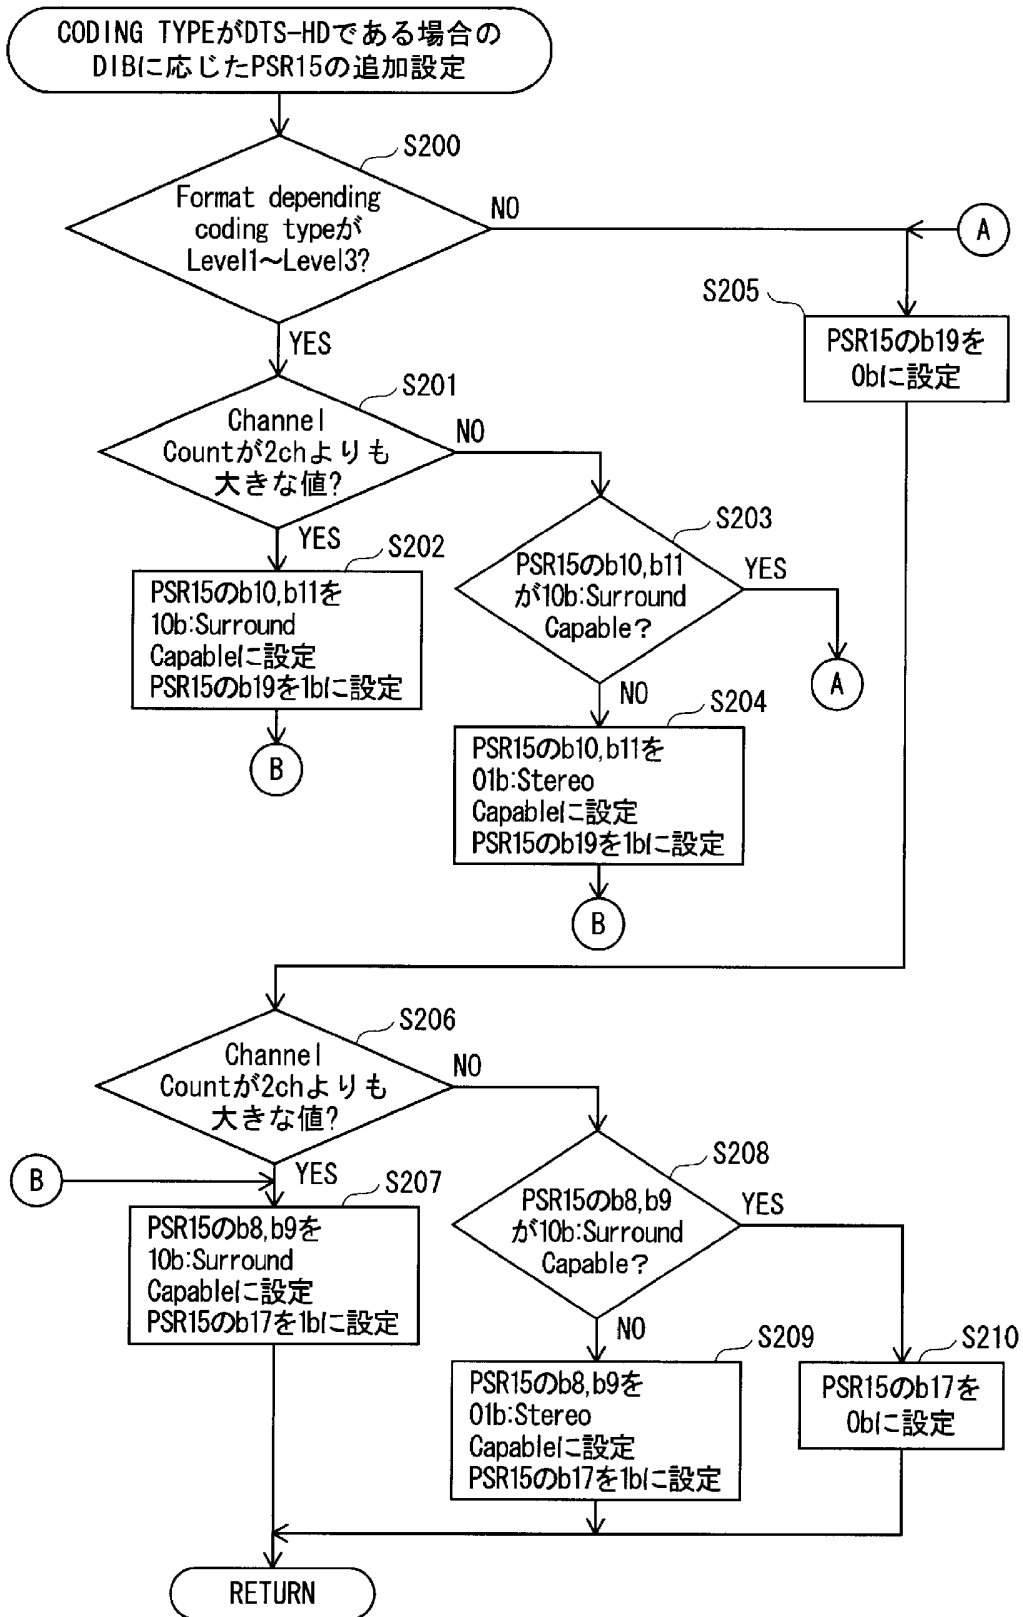 CODING TYPEがDTS-HDである場合の
DIBに応じたPSR15の追加設定
S200
Format depending
coding typeが
Level1～Level3?
NO
A
YES
S205
PSR15のb19を
0bに設定
S201
Channel
Countが2chよりも
大きな値?
NO
YES
S202
PSR15のb10,b11を
10b:Surround
Capableに設定
PSR15のb19を1bに設定
B
S203
PSR15のb10,b11
が10b:Surround
Capable?
YES
A
NO
S204
PSR15のb10,b11を
01b:Stereo
Capableに設定
PSR15のb19を1bに設定
B
S206
Channel
Countが2chよりも
大きな値?
NO
YES
B
S207
PSR15のb8,b9を
10b:Surround
Capableに設定
PSR15のb17を1bに設定
S208
PSR15のb8,b9
が10b:Surround
Capable?
YES
NO
S209
PSR15のb8,b9を
01b:Stereo
Capableに設定
PSR15のb17を1bに設定
S210
PSR15のb17を
0bに設定
RETURN